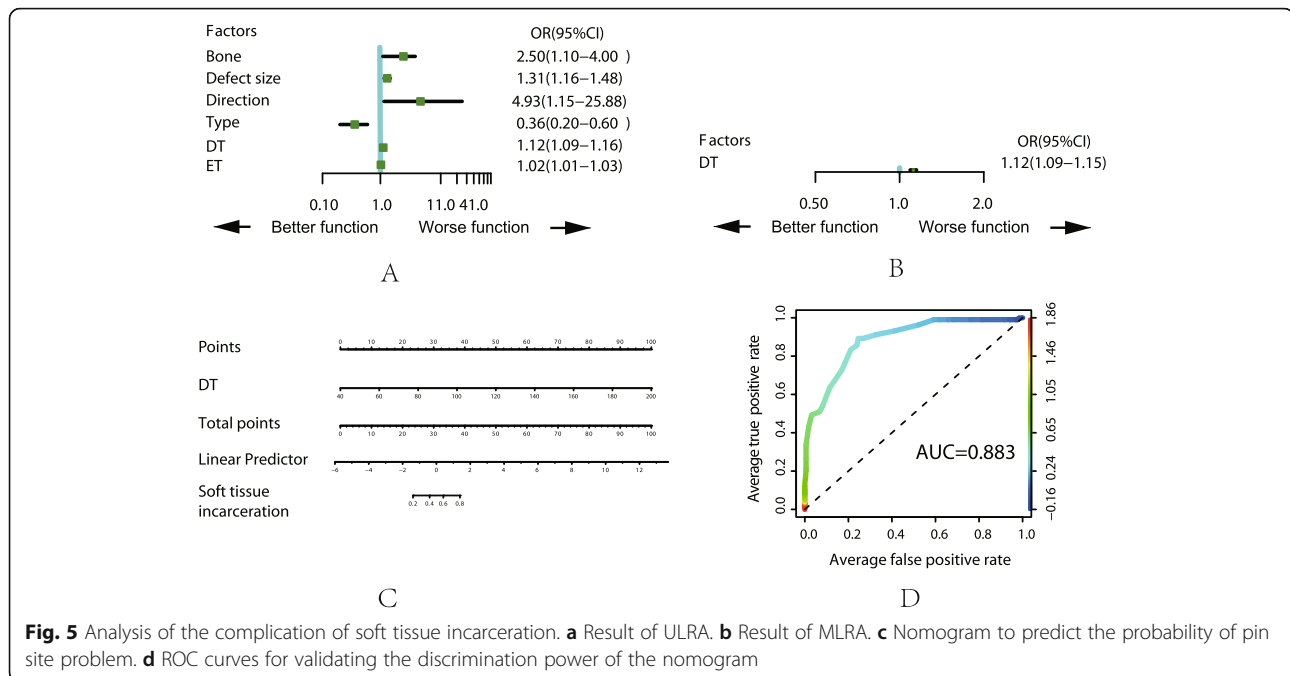 Factors OR(95%CI)
Bone 2.50(1.10−4.00 )
Defect size 1.31(1.16−1.48)
Direction 4.93(1.15−25.88)
Type 0.36(0.20−0.60 )
DT 1.12(1.09−1.16)
ET 1.02(1.01−1.03)
0.10 1.0 11.0 41.0
Better function Worse function
A
Factors OR(95%CI)
DT 1.12(1.09−1.15)
0.50 1.0 2.0
Better function Worse function
B
Points 0 10 20 30 40 50 60 70 80 90 100
DT 40 60 80 100 120 140 160 180 200
Total points 0 10 20 30 40 50 60 70 80 90 100
Linear Predictor −6 −4 −2 0 2 4 6 8 10 12
Soft tissue
incarceration 0.2 0.4 0.6 0.8
C
Average true positive rate
0.0 0.2 0.4 0.6 0.8 1.0
AUC=0.883
−0.16 0.24 0.65 1.05 1.46 1.86
0.0 0.2 0.4 0.6 0.8 1.0
Average false positive rate
D
Fig. 5 Analysis of the complication of soft tissue incarceration. a Result of ULRA. b Result of MLRA. c Nomogram to predict the probability of pin
site problem. d ROC curves for validating the discrimination power of the nomogram